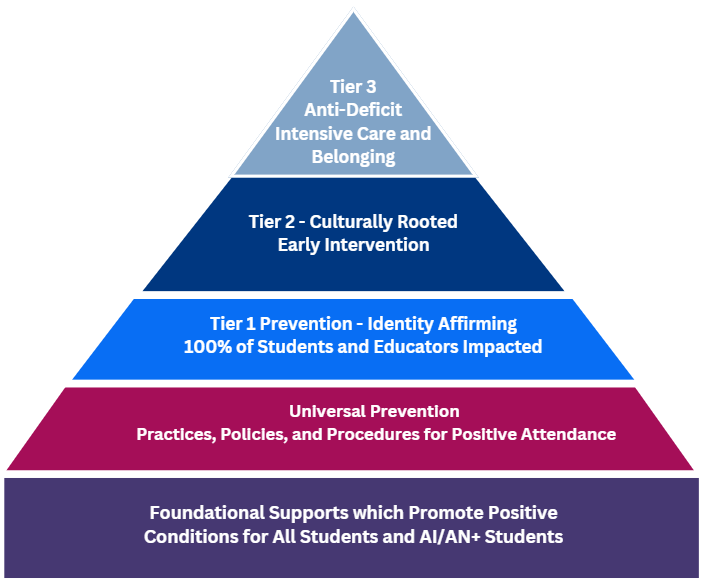 Tier 3
Anti-Deficit
Intensive Care and
Belonging
Tier 2 - Culturally Rooted
Early Intervention
Tier 1 Prevention - Identity Affirming
100% of Students and Educators Impacted
Universal Prevention
Practices, Policies, and Procedures for Positive Attendance
Foundational Supports which Promote Positive
Conditions for All Students and AI/AN+ Students